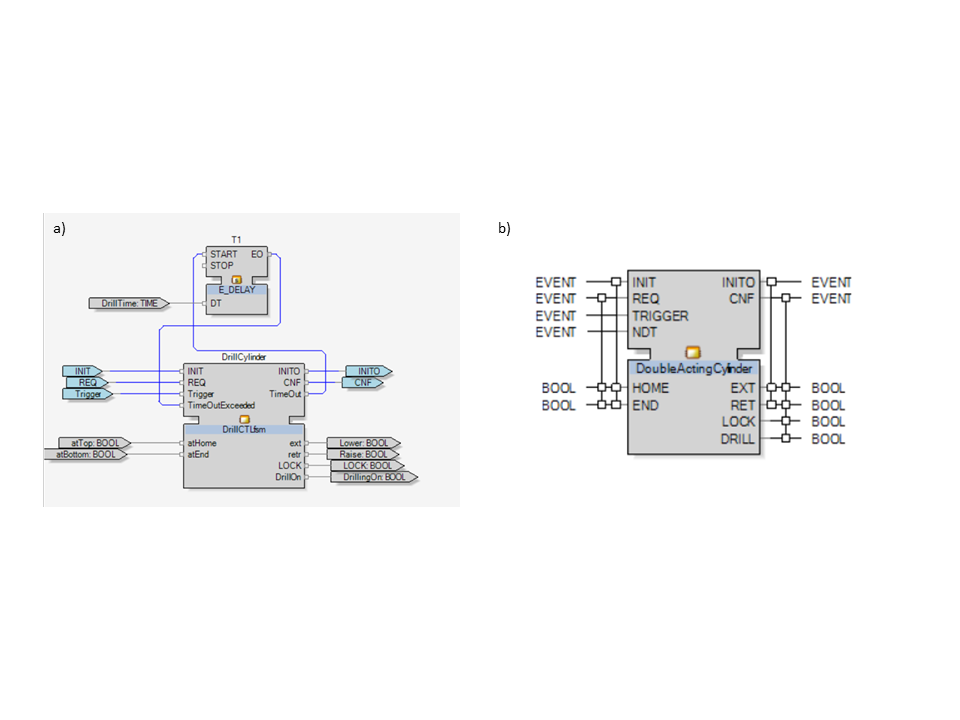 a)
T1
START EO
STOP
E_DELAY
DT
DrillTime: TIME
DrillCylinder
INIT INIT INITO INITO
REQ REQ CNF CNF
Trigger Trigger TimeOut
TimeOutExceeded
DrillCTLfsm
atTop: BOOL atHome ext Lower: BOOL
atBottom: BOOL atEnd retr Raise: BOOL
LOCK LOCK: BOOL
DrillOn DrillingOn: BOOL
b)
EVENT INIT INITO EVENT
EVENT REQ CNF EVENT
EVENT TRIGGER
EVENT NDT
DoubleActingCylinder
BOOL HOME EXT BOOL
BOOL END RET BOOL
LOCK BOOL
DRILL BOOL